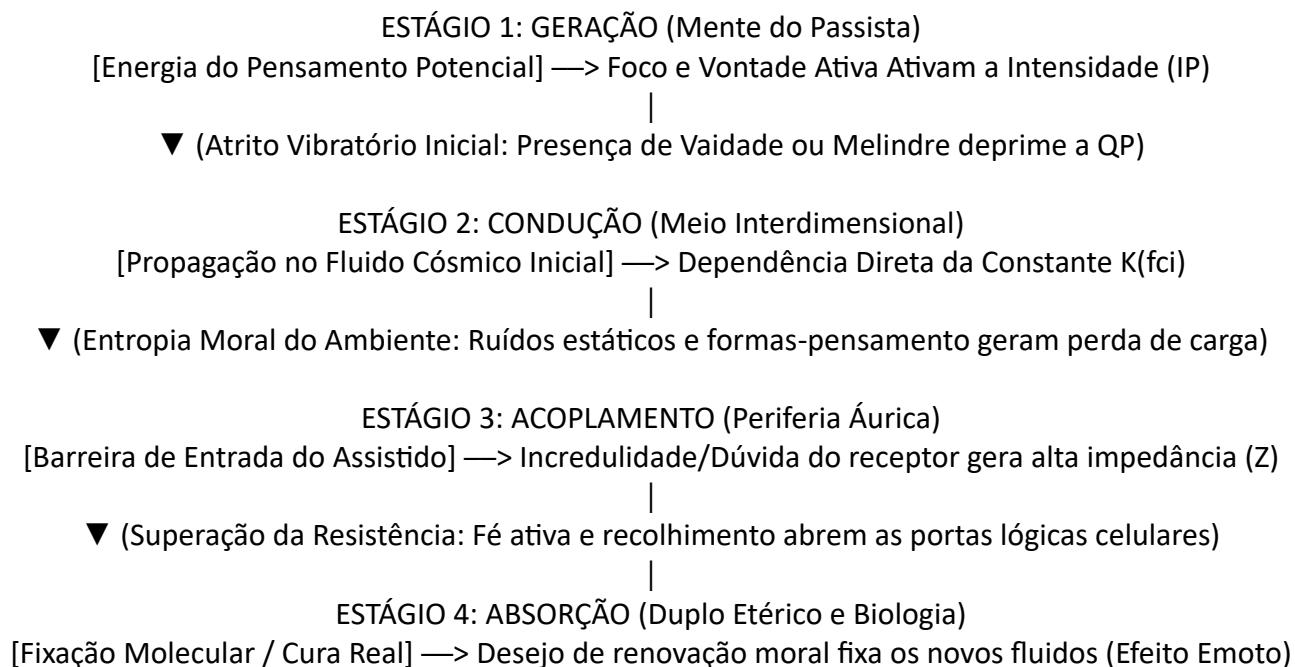 ESTÁGIO 1: GERAÇÃO (Mente do Passista)
[Energia do Pensamento Potencial] —> Foco e Vontade Ativa Ativam a Intensidade (IP)
|
▼ (Atrito Vibratório Inicial: Presença de Vaidade ou Melindre deprime a QP)
ESTÁGIO 2: CONDUÇÃO (Meio Interdimensional)
[Propagação no Fluido Cósmico Inicial] —> Dependência Direta da Constante K(fci)
|
▼ (Entropia Moral do Ambiente: Ruídos estáticos e formas-pensamento geram perda de carga)
ESTÁGIO 3: ACOPLAMENTO (Periferia Áurica)
[Barreira de Entrada do Assistido] —> Incredulidade/Dúvida do receptor gera alta impedância (Z)
|
▼ (Superação da Resistência: Fé ativa e recolhimento abrem as portas lógicas celulares)
|
ESTÁGIO 4: ABSORÇÃO (Duplo Etérico e Biologia)
[Fixação Molecular / Cura Real] —> Desejo de renovação moral fixa os novos fluidos (Efeito Emoto)